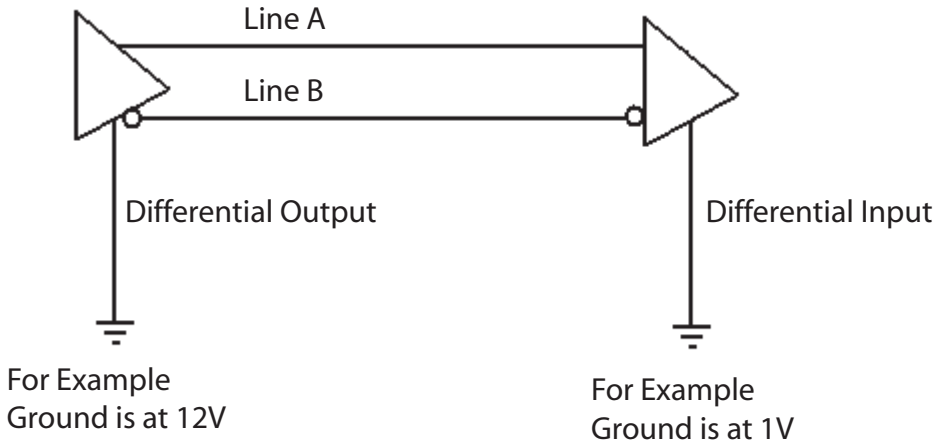 Line A
Line B
Differential Output
Differential Input
For Example
Ground is at 12V
For Example
Ground is at 1V